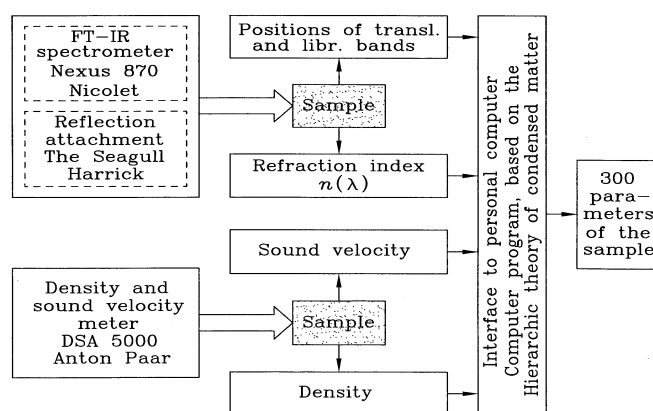 FT-IR
spectrometer
Nexus 870
Nicolet
Reflection
attachment
The Seagull
Harrick
Positions of transl.
and libr. bands
Sample
Refraction index
n(λ)
Sound velocity
Density and
sound velocity
meter
DSA 5000
Anton Paar
Sample
Density
Interface to personal computer
Computer program, based on the
Hierarchic theory of condensed matter
300
para-
meters
of the
sample